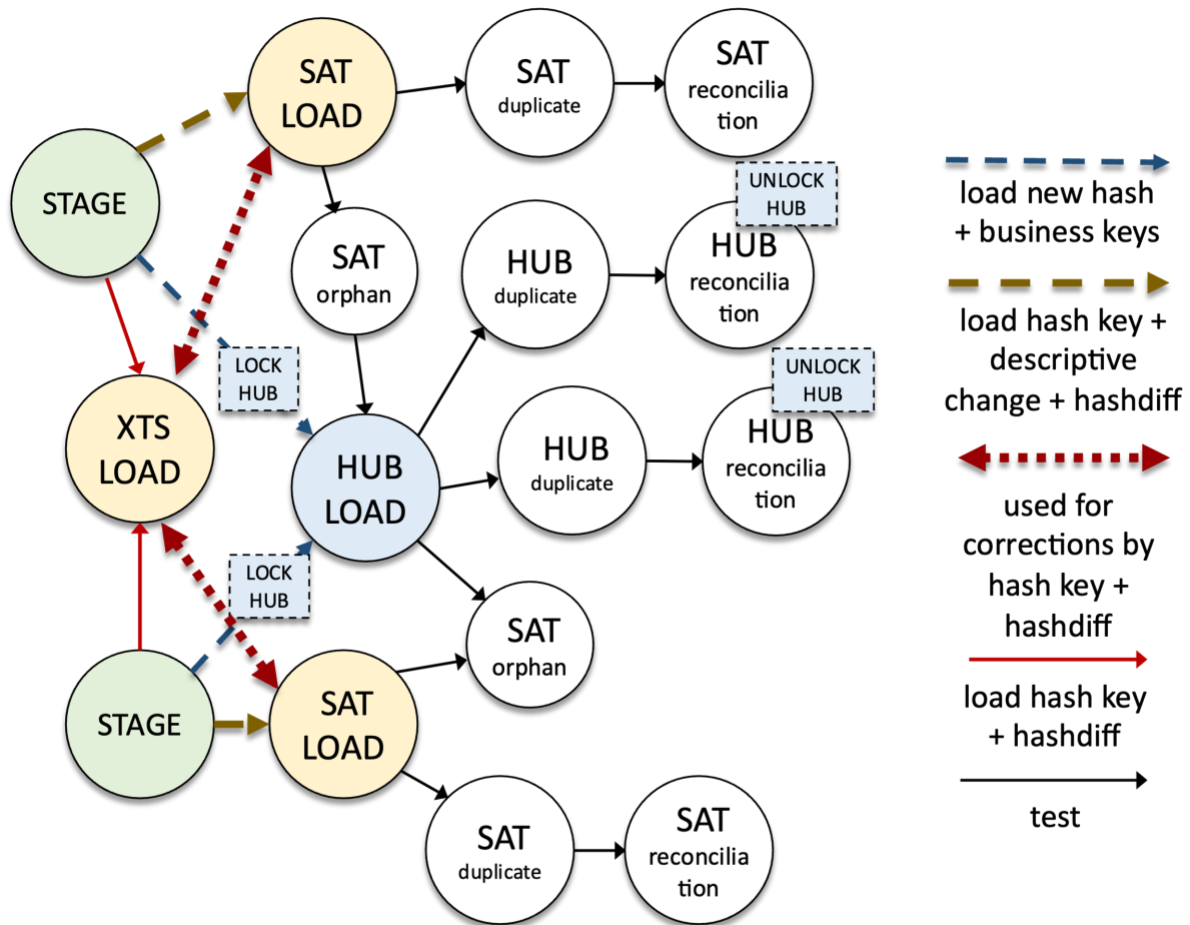 SAT
LOAD
SAT
duplicate
SAT
reconcilia
tion
STAGE
SAT
orphan
UNLOCK
HUB
HUB
duplicate
HUB
reconcilia
tion
LOCK
HUB
XTS
LOAD
HUB
LOAD
UNLOCK
HUB
HUB
duplicate
HUB
reconcilia
tion
LOCK
HUB
SAT
orphan
STAGE
SAT
LOAD
SAT
duplicate
SAT
reconcilia
tion
load new hash
+ business keys
load hash key +
descriptive
change + hashdiff
used for
corrections by
hash key +
hashdiff
load hash key
+ hashdiff
test